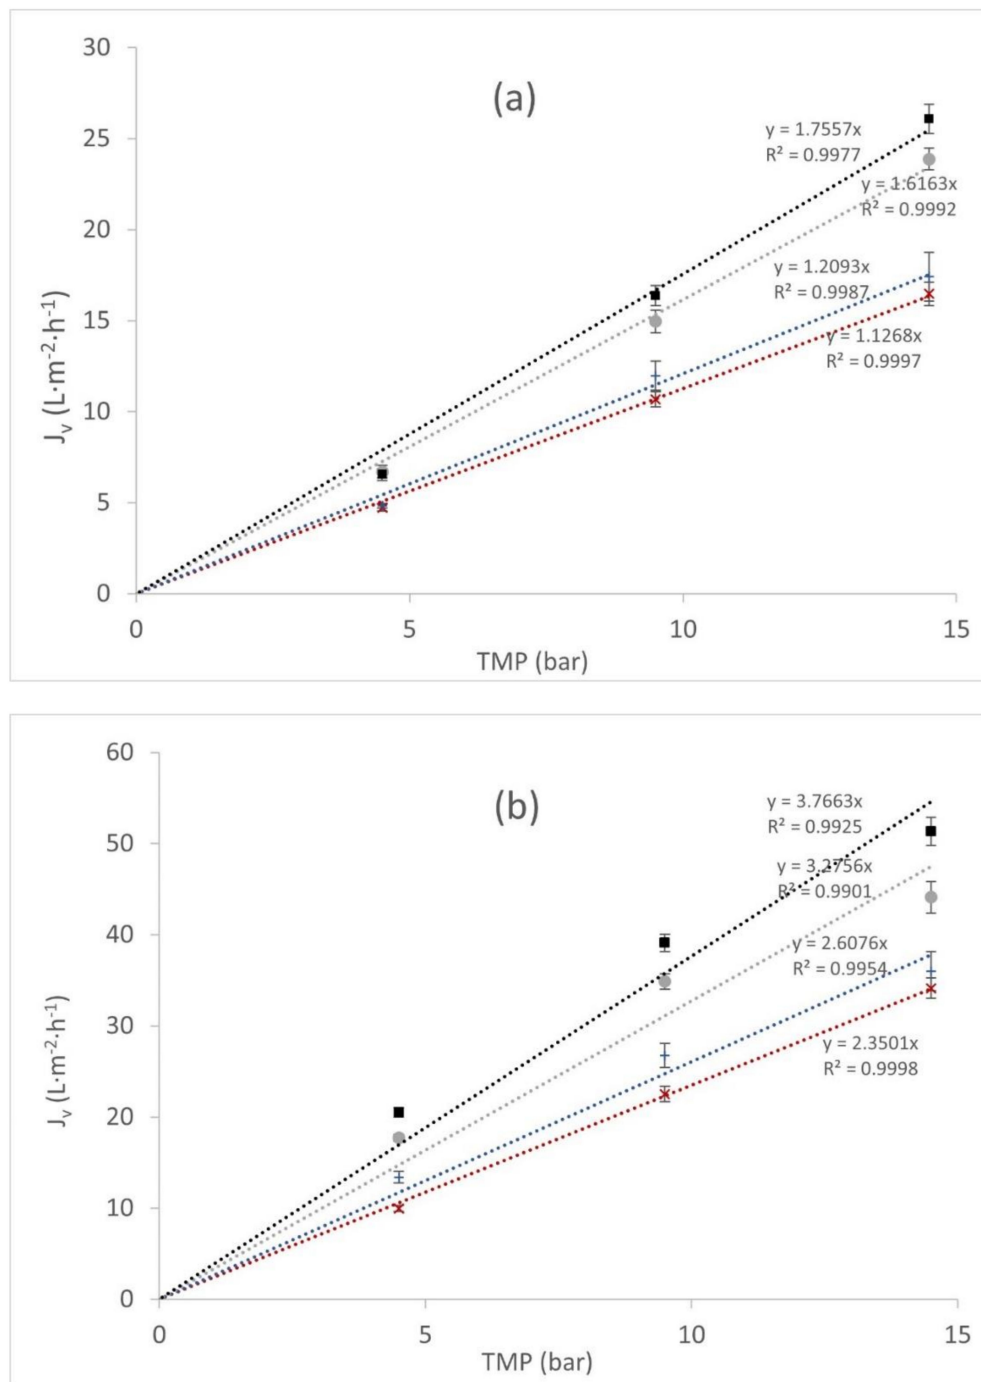 (a)
30
25
20
15
10
5
0
J_v (L·m⁻²·h⁻¹)
y = 1.7557x
R² = 0.9977
y = 1.6163x
R² = 0.9992
y = 1.2093x
R² = 0.9987
y = 1.1268x
R² = 0.9997
0 5 10 15
TMP (bar)
(b)
60
50
40
30
20
10
0
J_v (L·m⁻²·h⁻¹)
y = 3.7663x
R² = 0.9925
y = 3.2756x
R² = 0.9901
y = 2.6076x
R² = 0.9954
y = 2.3501x
R² = 0.9998
0 5 10 15
TMP (bar)